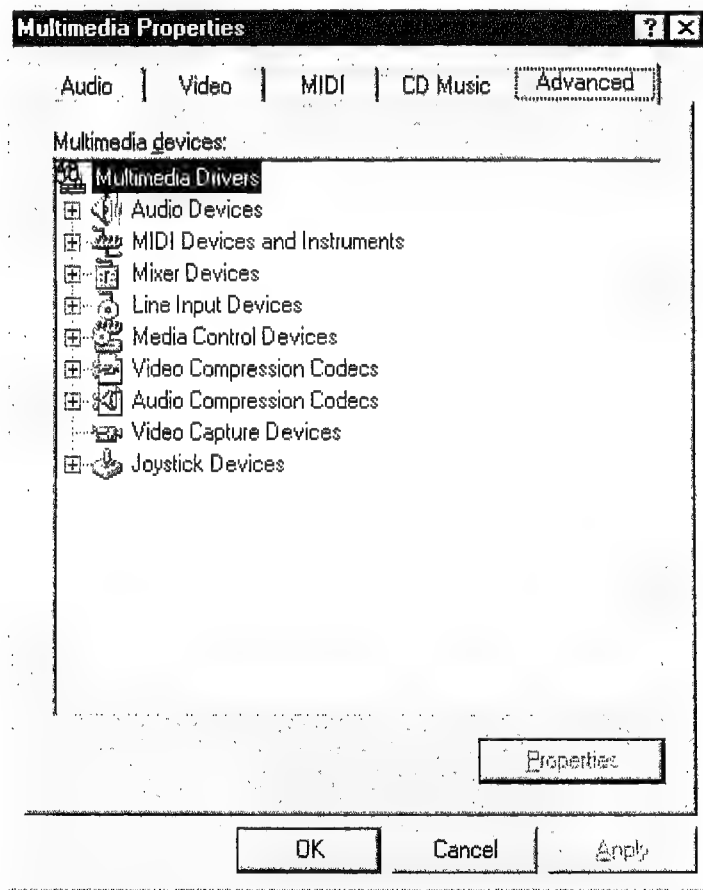 Multimedia Properties
Audio Video MIDI CD Music Advanced
Multimedia devices:
Multimedia Drivers
Audio Devices
MIDI Devices and Instruments
Mixer Devices
Line Input Devices
Media Control Devices
Video Compression Codecs
Audio Compression Codecs
Video Capture Devices
Joystick Devices
Properties
OK Cancel Apply